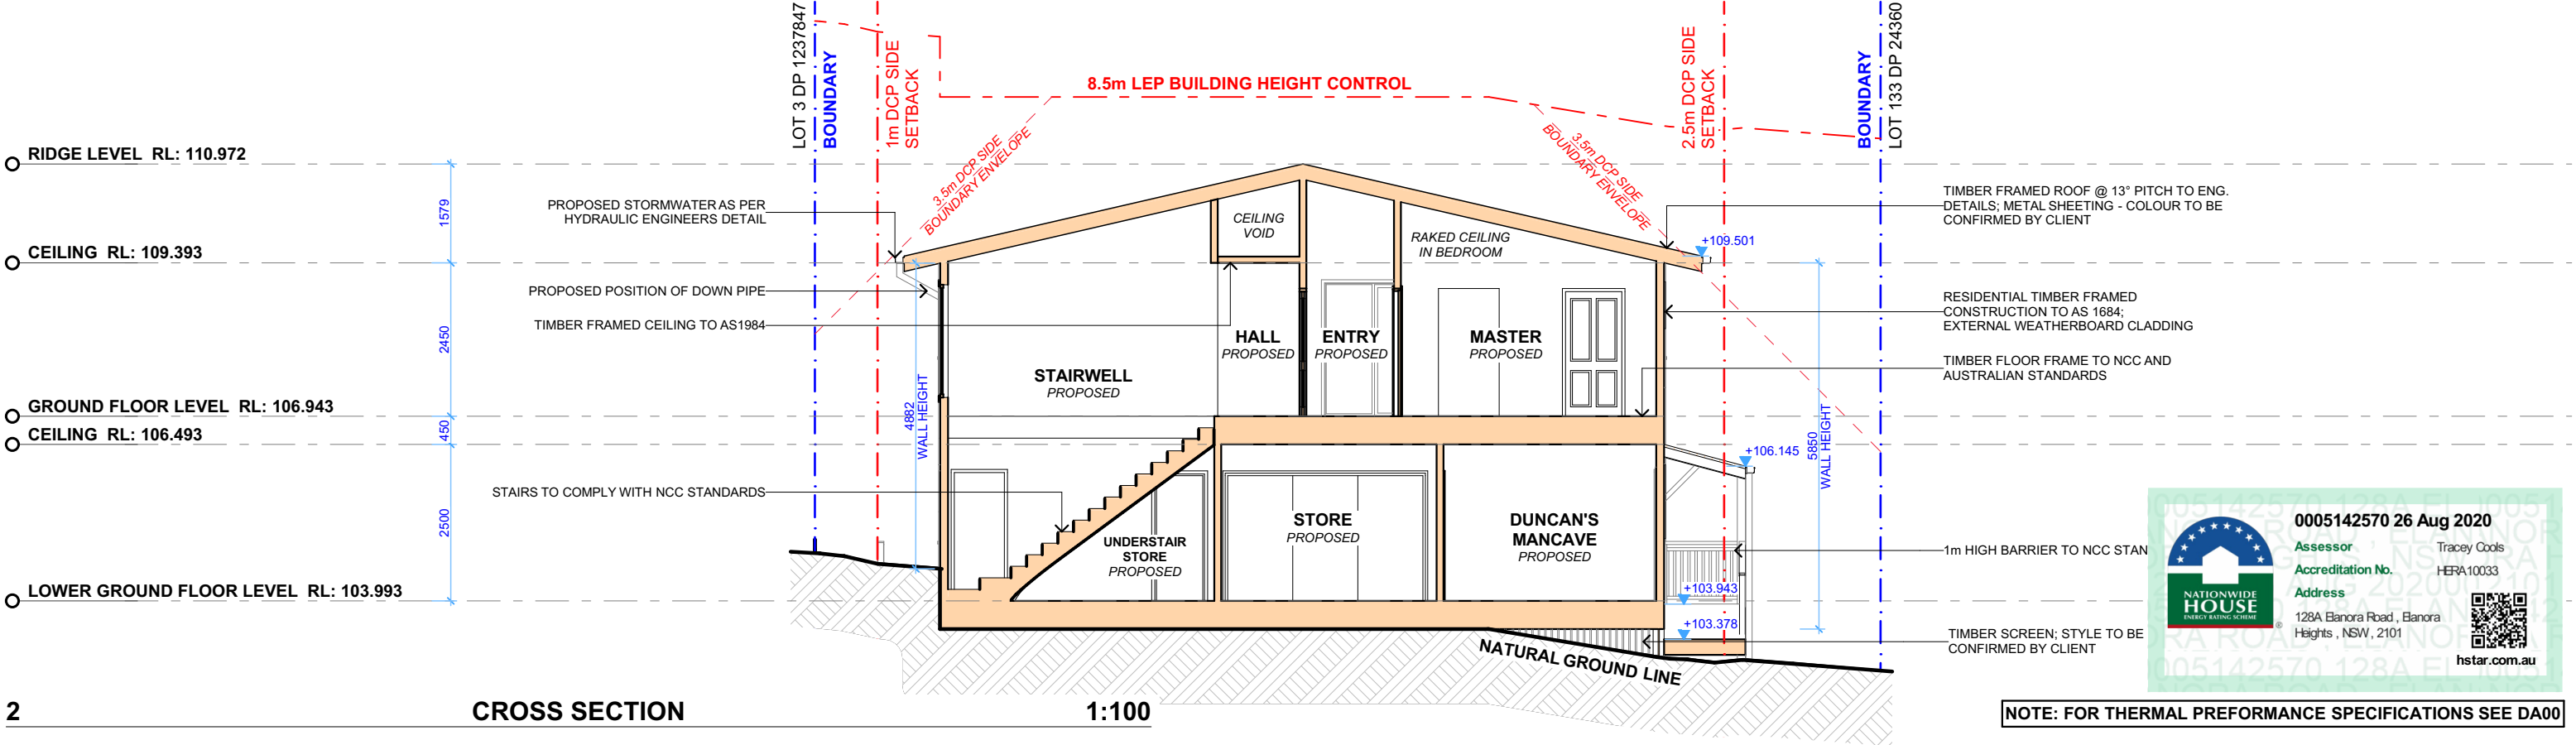 LOT 3 DP 1237847
BOUNDARY
1m DCP SIDE
SETBACK
8.5m LEP BUILDING HEIGHT CONTROL
2.5m DCP SIDE
SETBACK
BOUNDARY
LOT 133 DP 24360
3.5m DCP SIDE
BOUNDARY ENVELOPE
3.5m DCP SIDE
BOUNDARY ENVELOPE
RIDGE LEVEL RL: 110.972
1579
CEILING RL: 109.393
2450
GROUND FLOOR LEVEL RL: 106.943
450
CEILING RL: 106.493
2500
LOWER GROUND FLOOR LEVEL RL: 103.993
PROPOSED STORMWATER AS PER
HYDRAULIC ENGINEERS DETAIL
PROPOSED POSITION OF DOWN PIPE
TIMBER FRAMED CEILING TO AS1984
STAIRS TO COMPLY WITH NCC STANDARDS
4882
WALL HEIGHT
CEILING
VOID
RAKED CEILING
IN BEDROOM
STAIRWELL
PROPOSED
HALL
PROPOSED
ENTRY
PROPOSED
MASTER
PROPOSED
UNDERSTAIR
STORE
PROPOSED
STORE
PROPOSED
DUNCAN'S
MANCAVE
PROPOSED
+109.501
+106.145
5850
WALL HEIGHT
+103.943
+103.378
NATURAL GROUND LINE
TIMBER FRAMED ROOF @ 13° PITCH TO ENG.
DETAILS; METAL SHEETING - COLOUR TO BE
CONFIRMED BY CLIENT
RESIDENTIAL TIMBER FRAMED
CONSTRUCTION TO AS 1684;
EXTERNAL WEATHERBOARD CLADDING
TIMBER FLOOR FRAME TO NCC AND
AUSTRALIAN STANDARDS
1m HIGH BARRIER TO NCC STAN
TIMBER SCREEN; STYLE TO BE
CONFIRMED BY CLIENT
NATIONWIDE
HOUSE
ENERGY RATING SCHEME
®
0005142570 26 Aug 2020
Assessor Tracey Cools
Accreditation No. HERA10033
Address
128A Elanora Road , Elanora
Heights , NSW , 2101
hstar.com.au
2 CROSS SECTION 1:100
NOTE: FOR THERMAL PREFORMANCE SPECIFICATIONS SEE DA00